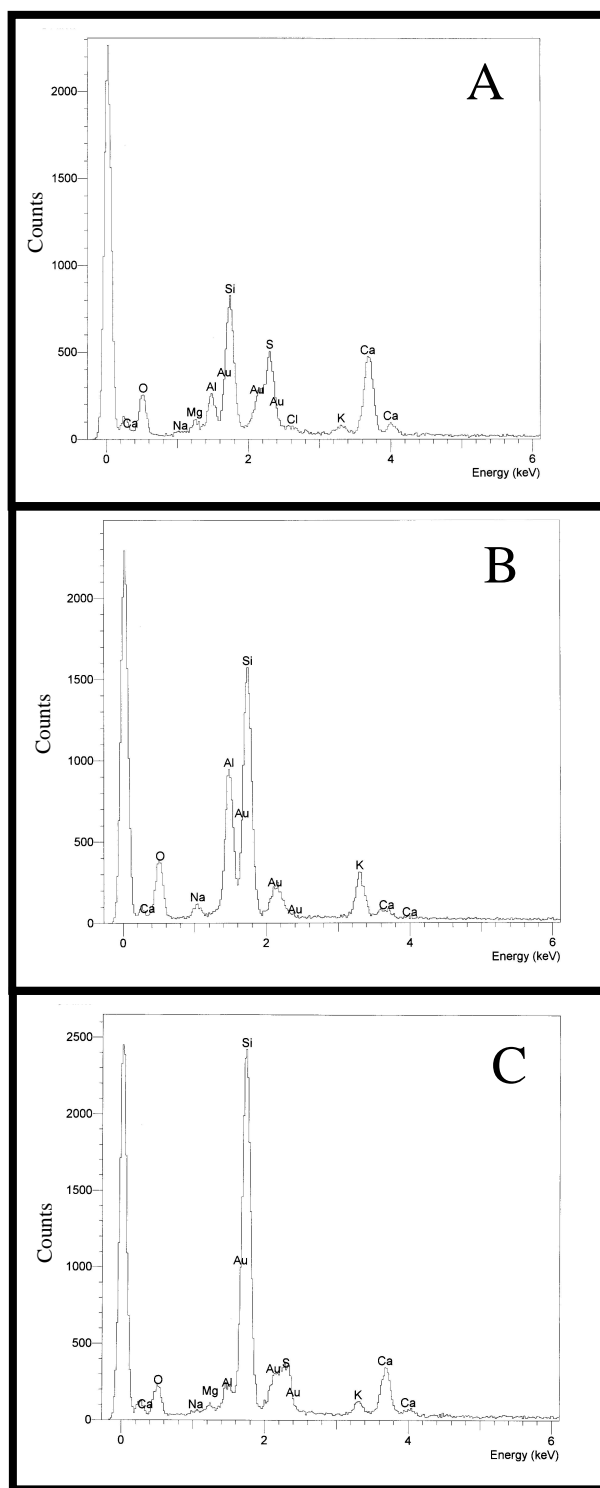 A
Counts
2000
1500
1000
500
0
Si
S
Ca
Au
Au
Al
Au
O
Mg
Ca
Na
Cl
K
Ca
0 2 4 6
Energy (keV)
B
Counts
2000
1500
1000
500
0
Si
Al
Au
O
K
Au
Na
Ca
Au
Ca
Ca
0 2 4 6
Energy (keV)
C
Counts
2500
2000
1500
1000
500
0
Si
Au
Ca
Au S
O
Al
Mg
Au
K
Ca
Na
Ca
0 2 4 6
Energy (keV)